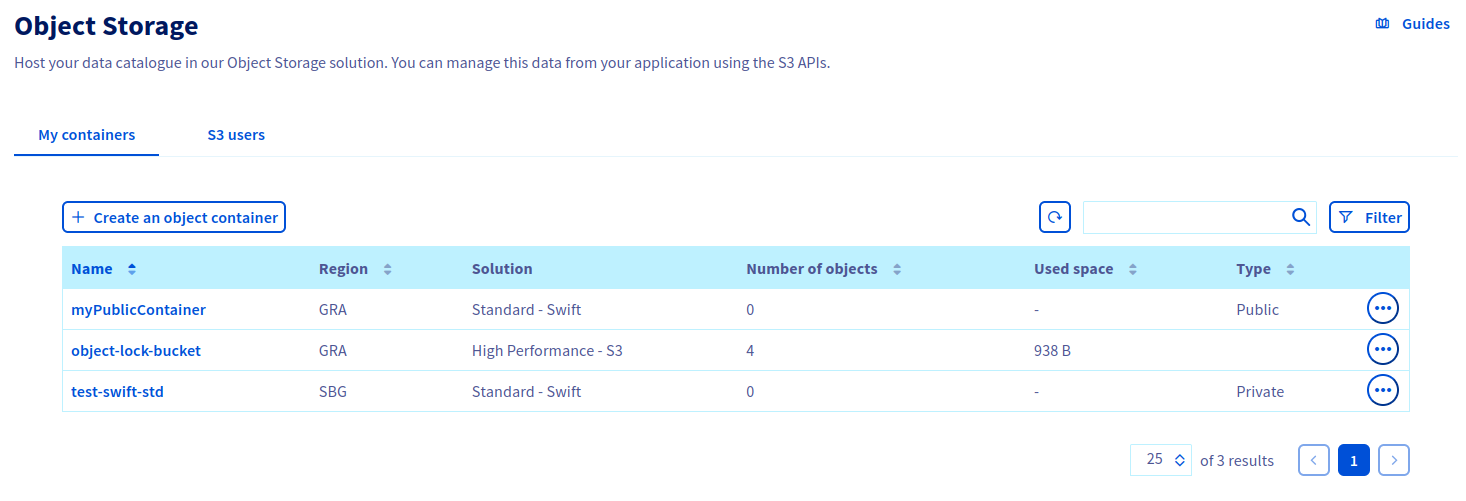 Object Storage
Guides
Host your data catalogue in our Object Storage solution. You can manage this data from your application using the S3 APIs.
My containers S3 users
Create an object container Filter
Name Region Solution Number of objects Used space Type
myPublicContainer GRA Standard - Swift 0 - Public
object-lock-bucket GRA High Performance - S3 4 938 B
test-swift-std SBG Standard - Swift 0 - Private
25 of 3 results 1